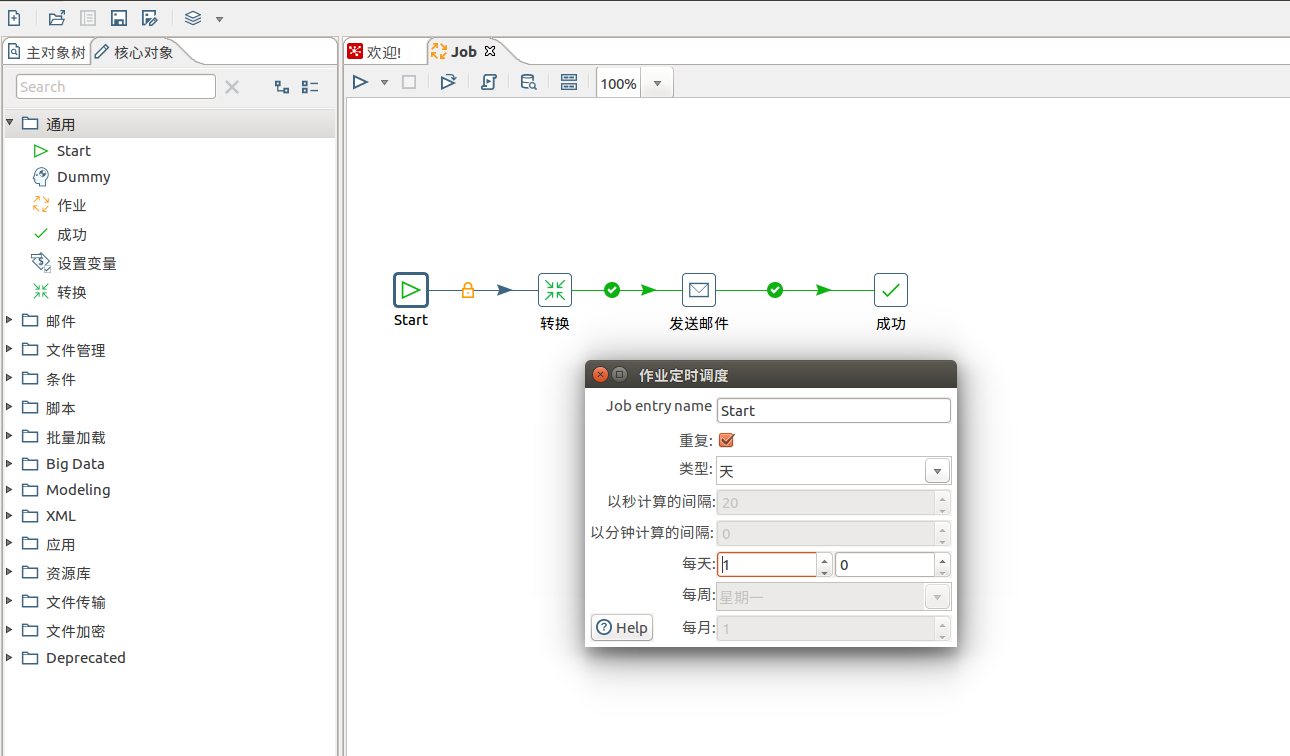 主对象树
核心对象
Search
通用
Start
Dummy
作业
成功
设置变量
转换
邮件
文件管理
条件
脚本
批量加载
Big Data
Modeling
XML
应用
资源库
文件传输
文件加密
Deprecated
欢迎!
Job
100%
Start
转换
发送邮件
成功
作业定时调度
Job entry name Start
重复:
类型: 天
以秒计算的间隔: 20
以分钟计算的间隔: 0
每天: 1 0
每周: 星期一
Help 每月: 1